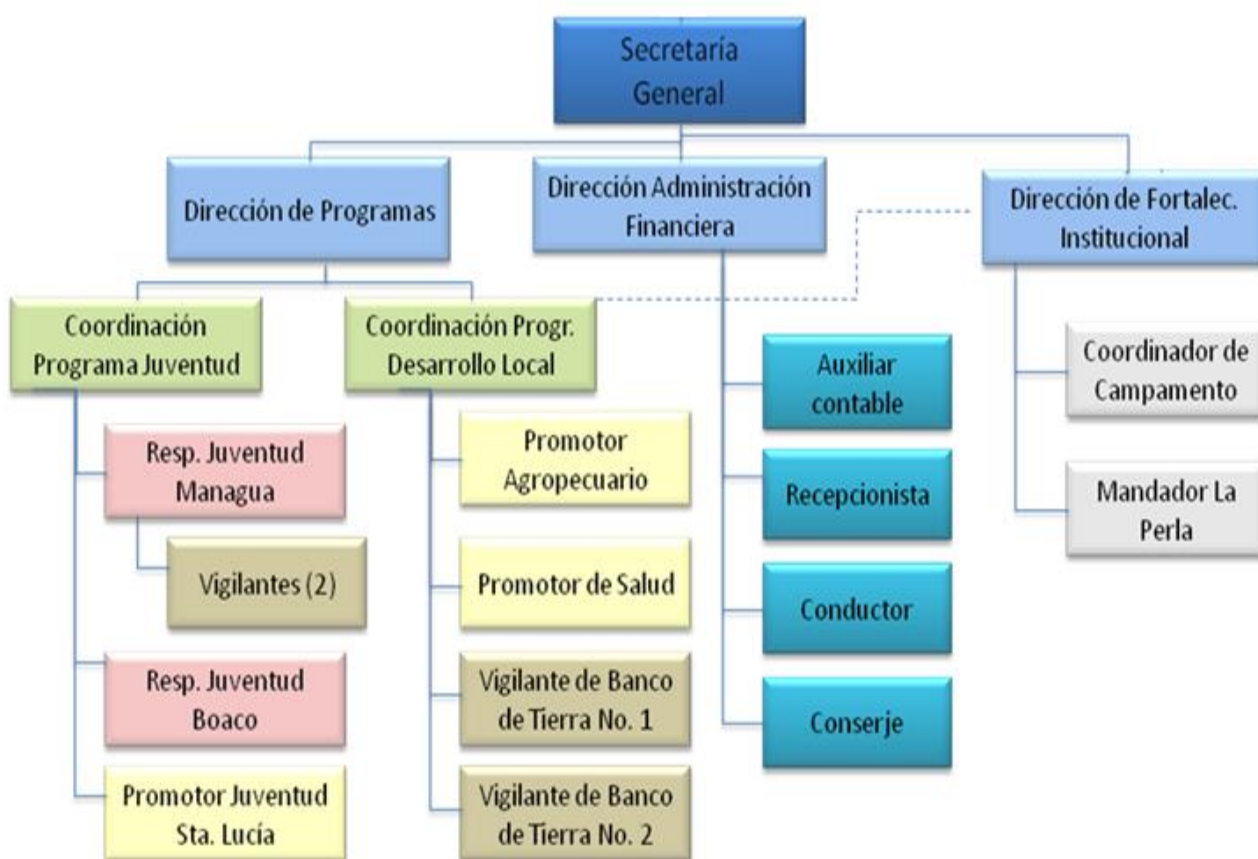 Secretaría
General
Dirección de Programas
Dirección Administración
Financiera
Dirección de Fortalec.
Institucional
Coordinación
Programa Juventud
Coordinación Progr.
Desarrollo Local
Resp. Juventud
Managua
Vigilantes (2)
Resp. Juventud
Boaco
Promotor Juventud
Sta. Lucía
Promotor
Agropecuario
Promotor de Salud
Vigilante de Banco
de Tierra No. 1
Vigilante de Banco
de Tierra No. 2
Auxiliar
contable
Recepcionista
Conductor
Conserje
Coordinador de
Campamento
Mandador La
Perla